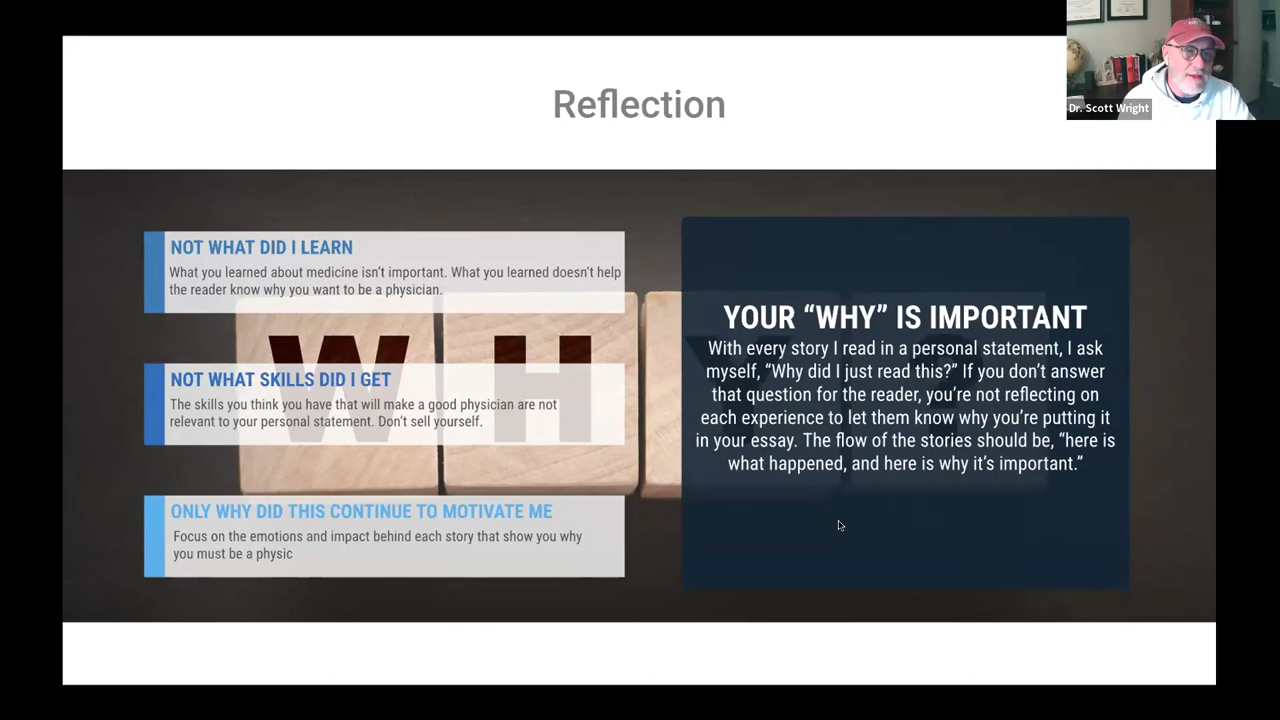 Reflection
Dr. Scott Wright
NOT WHAT DID I LEARN
What you learned about medicine isn't important. What you learned doesn't help
the reader know why you want to be a physician.
NOT WHAT SKILLS DID I GET
The skills you think you have that will make a good physician are not
relevant to your personal statement. Don't sell yourself.
ONLY WHY DID THIS CONTINUE TO MOTIVATE ME
Focus on the emotions and impact behind each story that show you why
you must be a physic
W H Y ?
YOUR “WHY” IS IMPORTANT
With every story I read in a personal statement, I ask
myself, “Why did I just read this?” If you don’t answer
that question for the reader, you’re not reflecting on
each experience to let them know why you’re putting it
in your essay. The flow of the stories should be, “here is
what happened, and here is why it’s important.”